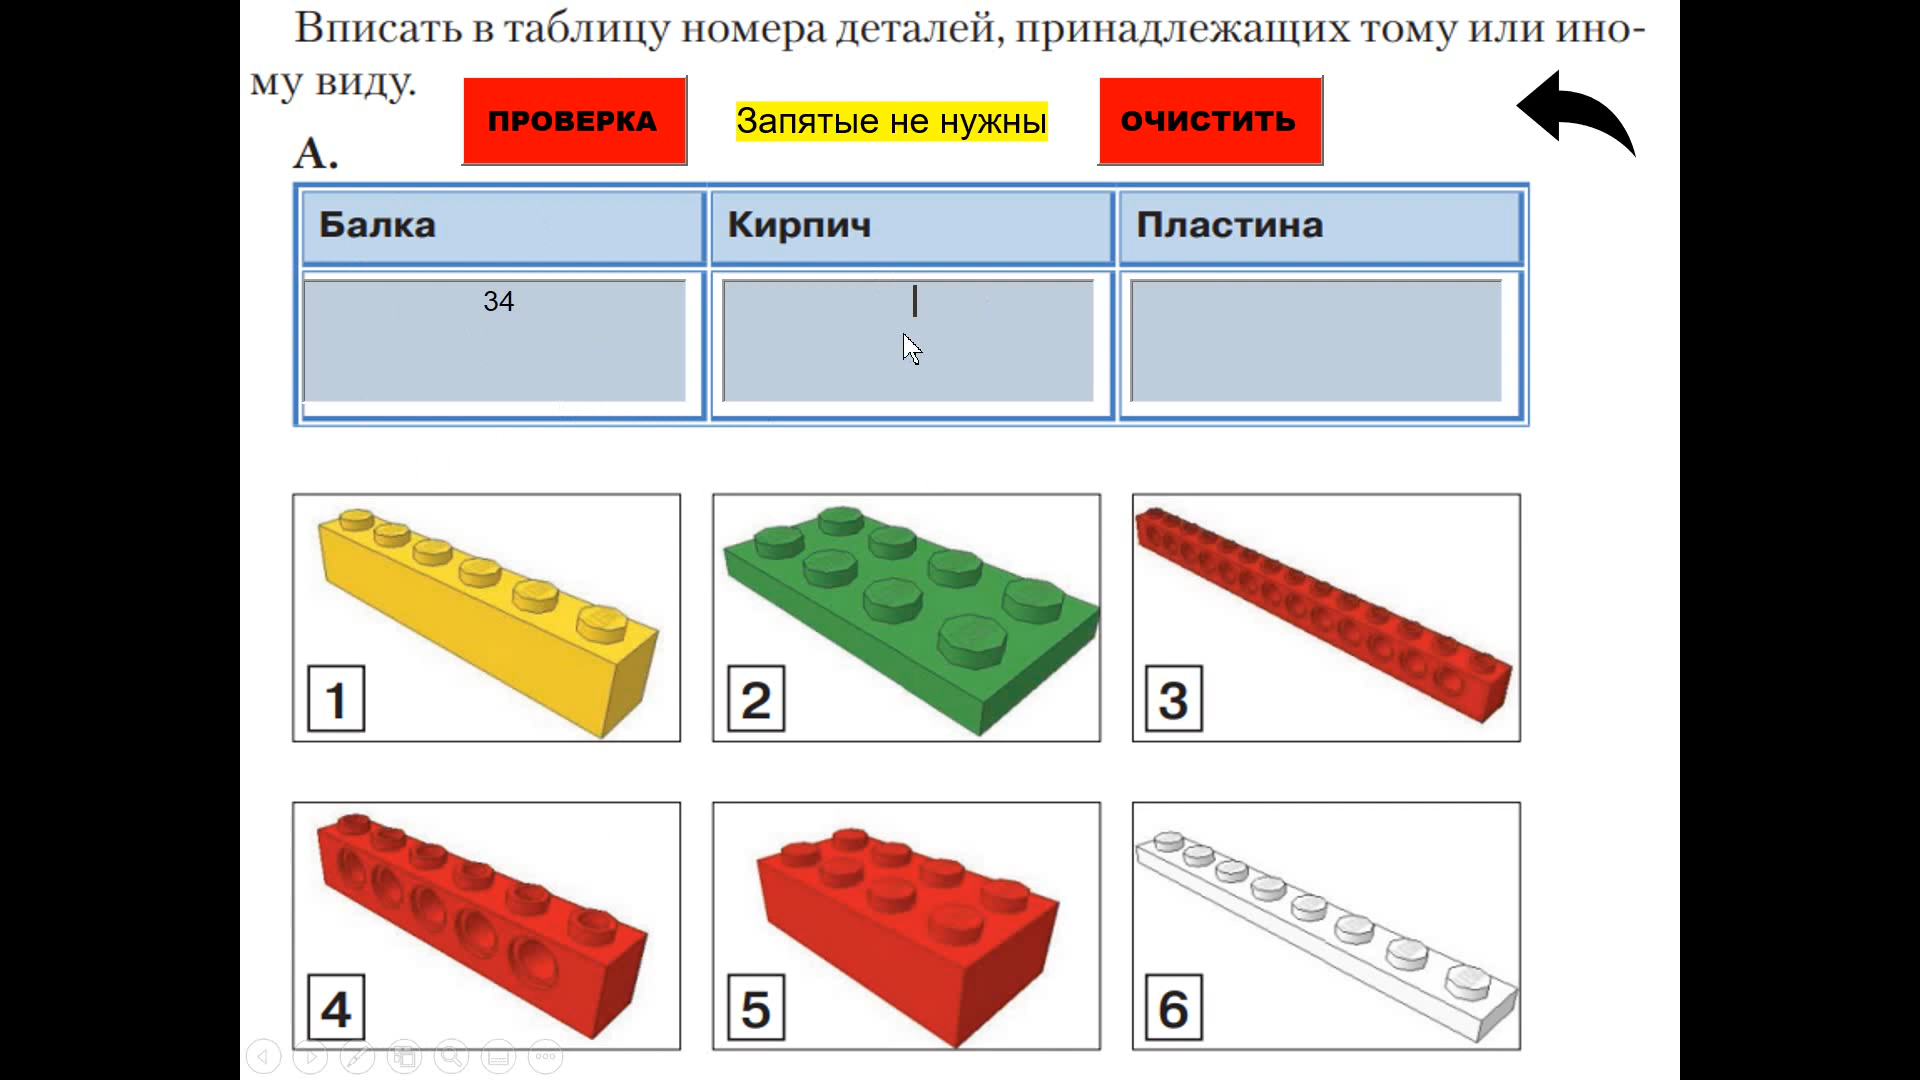 Вписать в таблицу номера деталей, принадлежащих тому или ино-
му виду.
ПРОВЕРКА
Запятые не нужны
ОЧИСТИТЬ
А.
Балка Кирпич Пластина
34
1 2 3
4 5 6